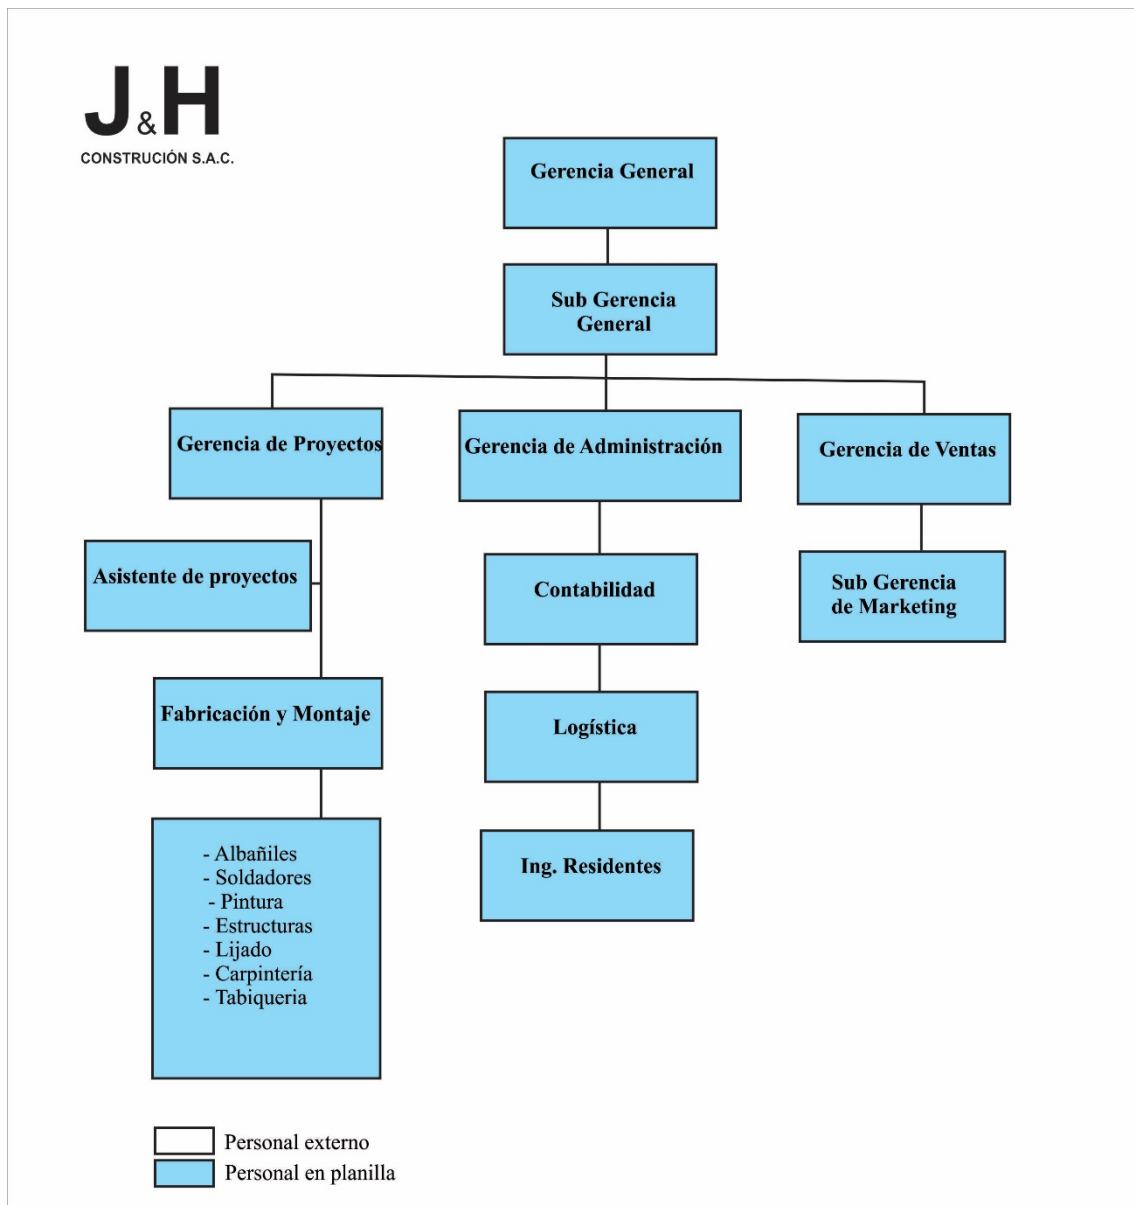 J&H
CONSTRUCIÓN S.A.C.
Gerencia General
Sub Gerencia
General
Gerencia de Proyectos
Gerencia de Administración
Gerencia de Ventas
Asistente de proyectos
Contabilidad
Sub Gerencia
de Marketing
Fabricación y Montaje
Logística
- Albañiles
- Soldadores
- Pintura
- Estructuras
- Lijado
- Carpintería
- Tabiqueria
Ing. Residentes
Personal externo
Personal en planilla